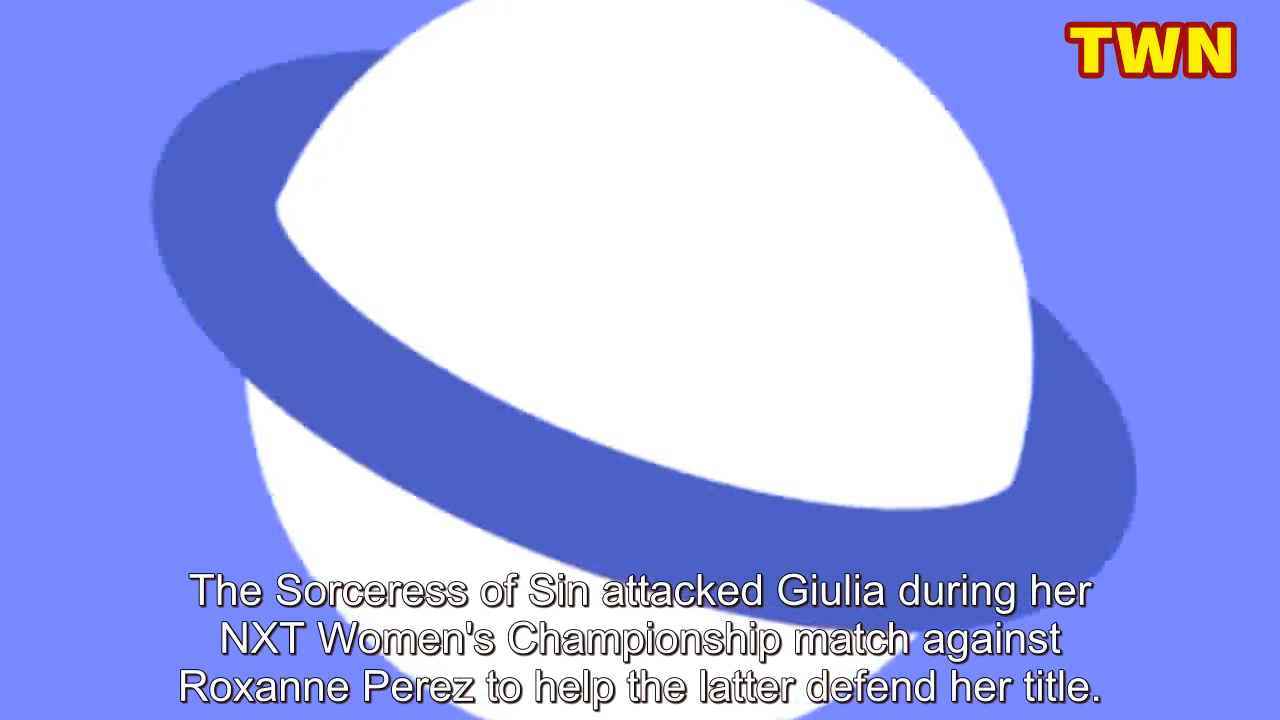 TWN
The Sorceress of Sin attacked Giulia during her
NXT Women's Championship match against
Roxanne Perez to help the latter defend her title.